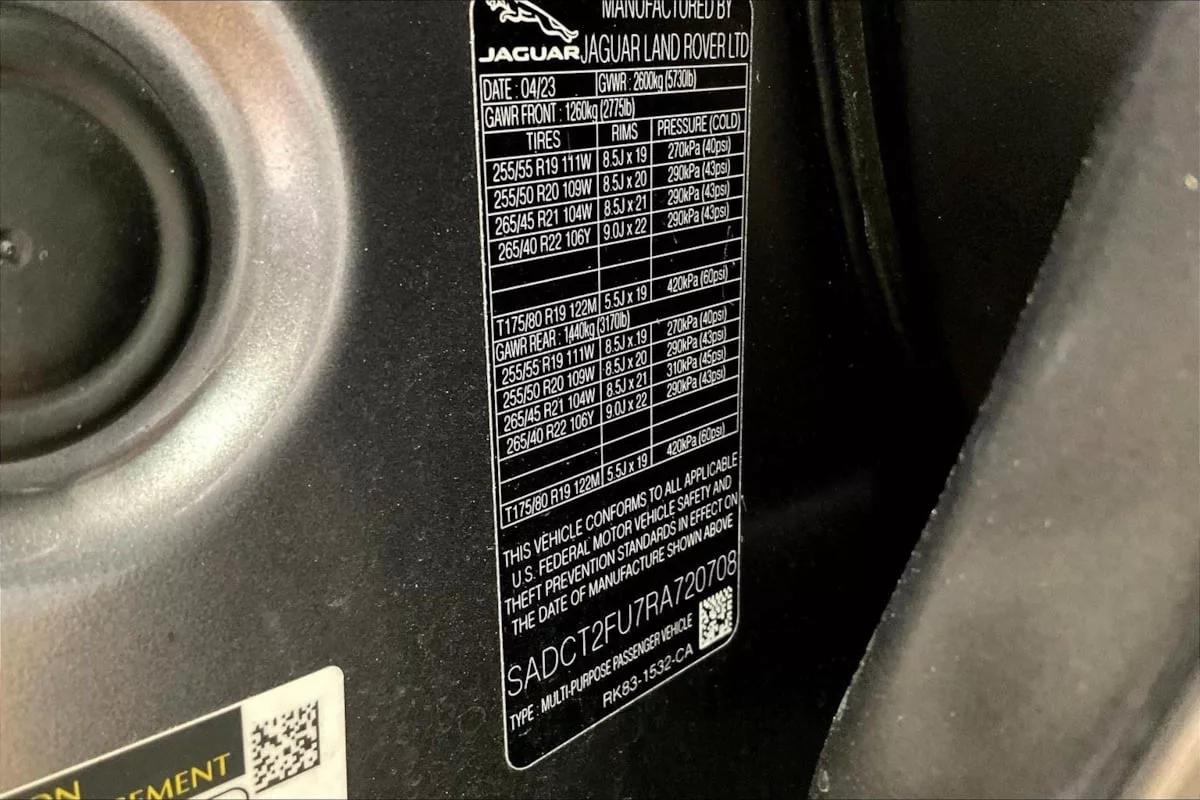 MANUFACTURED BY
JAGUAR JAGUAR LAND ROVER LTD
DATE : 04/23 GVWR : 2600kg (5730lb)
GAWR FRONT : 1260kg (2775lb)
TIRES RIMS PRESSURE (COLD)
255/55 R19 111W 8.5J x 19 270kPa (40psi)
255/50 R20 109W 8.5J x 20 290kPa (43psi)
265/45 R21 104W 8.5J x 21 290kPa (43psi)
265/40 R22 106Y 9.0J x 22 290kPa (43psi)
T175/80 R19 122M 5.5J x 19 420kPa (60psi)
GAWR REAR : 1440kg (3170lb)
255/55 R19 111W 8.5J x 19 270kPa (40psi)
255/50 R20 109W 8.5J x 20 290kPa (43psi)
265/45 R21 104W 8.5J x 21 310kPa (45psi)
265/40 R22 106Y 9.0J x 22 290kPa (43psi)
T175/80 R19 122M 5.5J x 19 420kPa (60psi)
THIS VEHICLE CONFORMS TO ALL APPLICABLE
U.S. FEDERAL MOTOR VEHICLE SAFETY AND
THEFT PREVENTION STANDARDS IN EFFECT ON
THE DATE OF MANUFACTURE SHOWN ABOVE
SADCT2FU7RA720708
TYPE : MULTI-PURPOSE PASSENGER VEHICLE
RK83-1532-CA